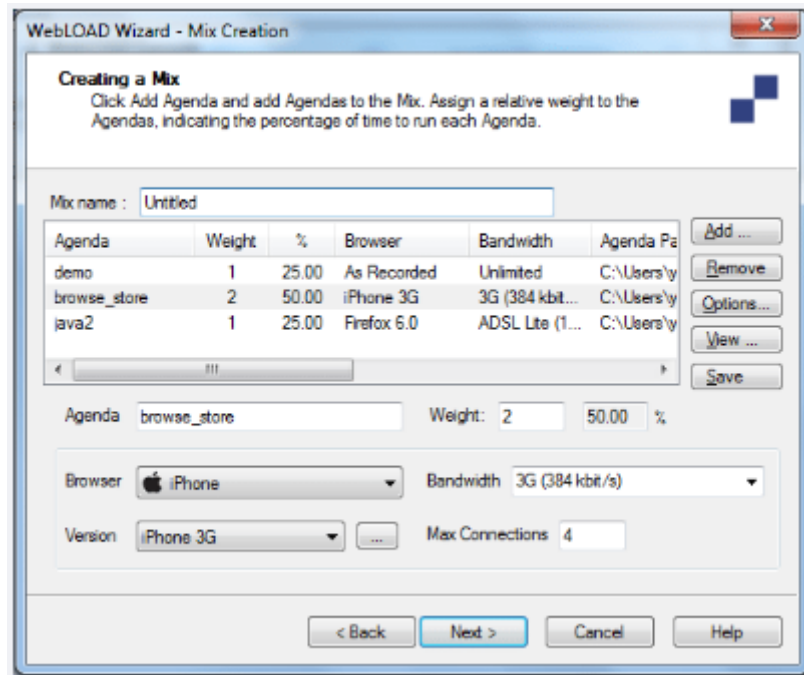 WebLOAD Wizard - Mix Creation
Creating a Mix
Click Add Agenda and add Agendas to the Mix. Assign a relative weight to the
Agendas, indicating the percentage of time to run each Agenda.
Mix name : Untitled
Agenda Weight % Browser Bandwidth Agenda Pa
demo 1 25.00 As Recorded Unlimited C:\Users\y
browse_store 2 50.00 iPhone 3G 3G (384 kbit... C:\Users\y
java2 1 25.00 Firefox 6.0 ADSL Lite (1... C:\Users\y
Add ...
Remove
Options...
View ...
Save
Agenda browse_store Weight: 2 50.00 %
Browser iPhone Bandwidth 3G (384 kbit/s)
Version iPhone 3G ... Max Connections 4
< Back Next > Cancel Help